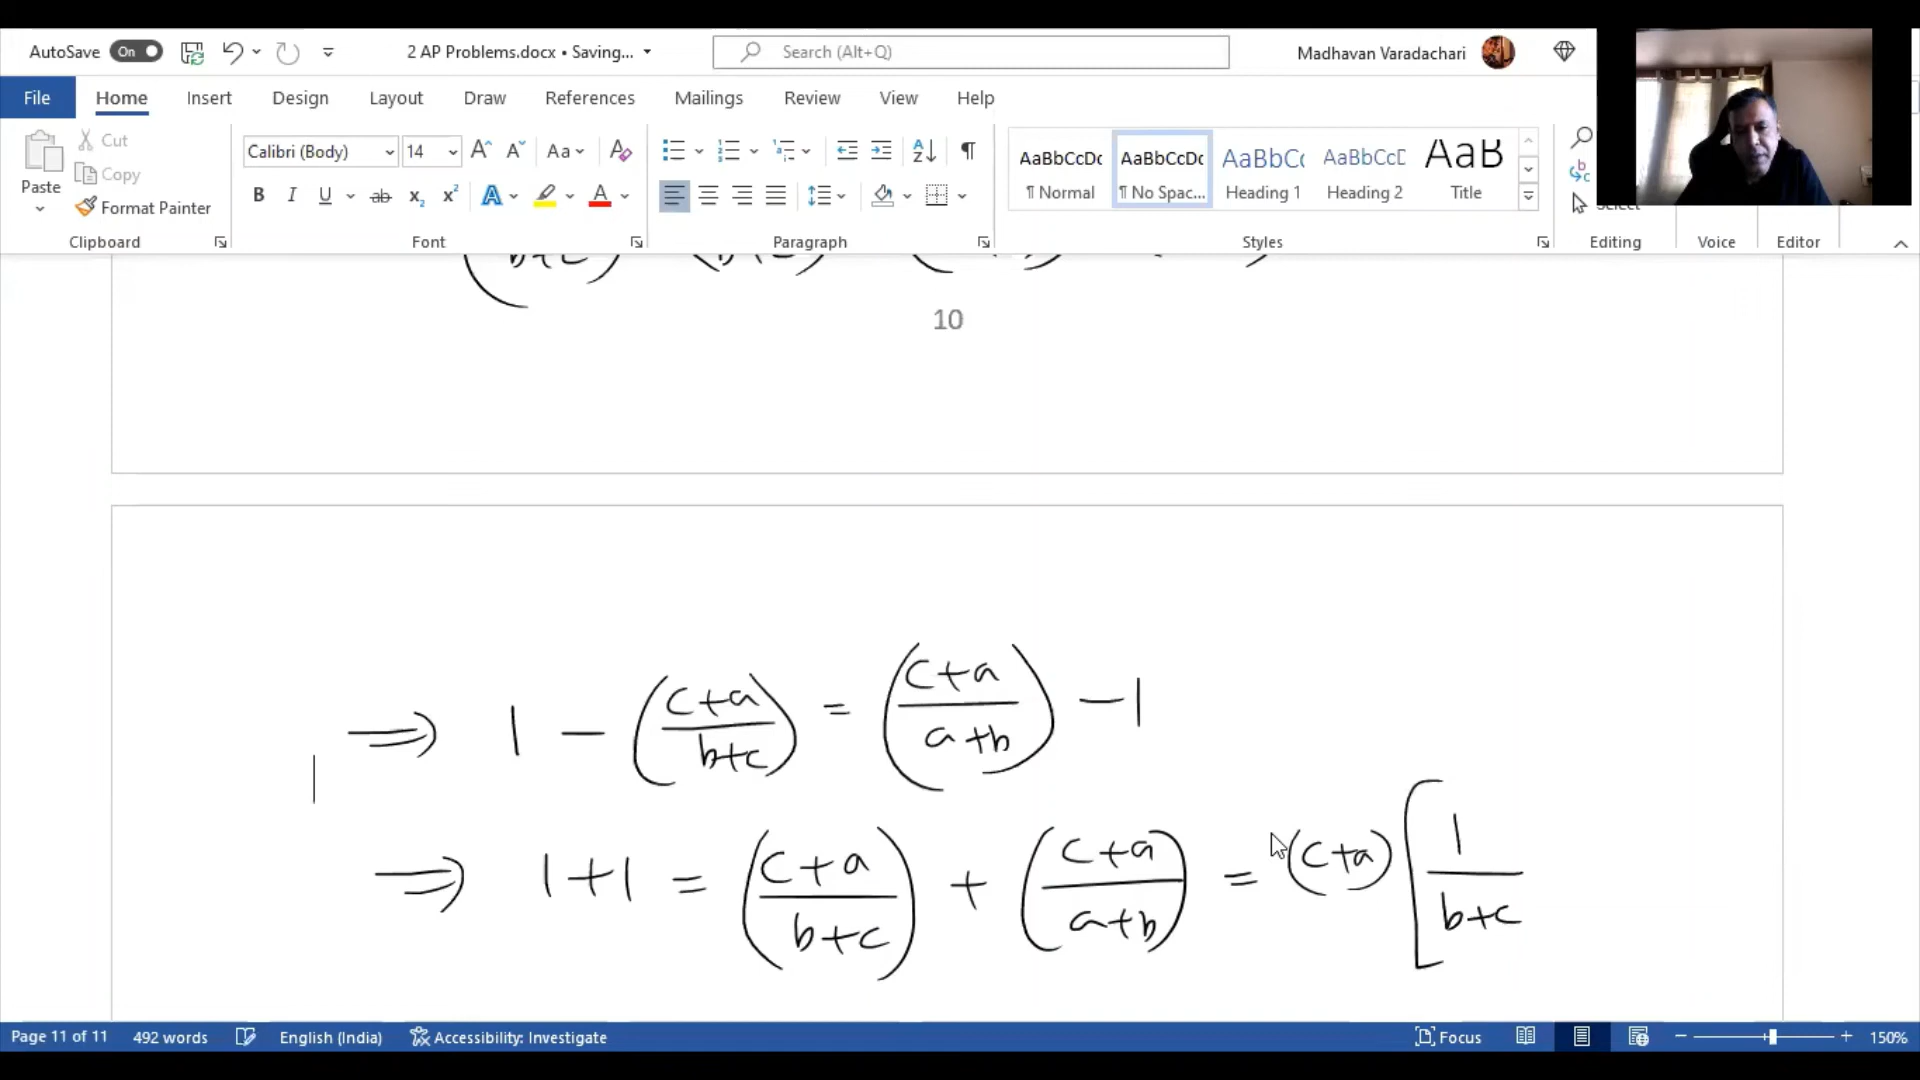 AutoSave On 2 AP Problems.docx • Saving... Search (Alt+Q) Madhavan Varadachari
File Home Insert Design Layout Draw References Mailings Review View Help
Cut
Copy
Paste
Format Painter
Calibri (Body) 14
AaBbCcDc AaBbCcDc AaBbC AaBbCcD AaB
¶ Normal ¶ No Spac... Heading 1 Heading 2 Title
Clipboard Font Paragraph Styles Editing Voice Editor
10
⇒ 1 − ((c+a)/(b+c)) = ((c+a)/(a+b)) − 1
⇒ 1+1 = ((c+a)/(b+c)) + ((c+a)/(a+b)) = (c+a) [ 1/(b+c)
Page 11 of 11 492 words English (India) Accessibility: Investigate Focus 150%